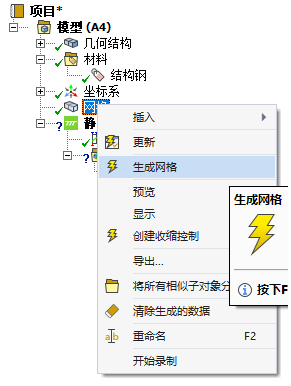 项目*
模型 (A4)
几何结构
材料
结构钢
坐标系
网
静
插入
更新
生成网格
预览
显示
创建收缩控制
导出...
将所有相似子对象分
清除生成的数据
重命名 F2
开始录制
生成网格
按下F